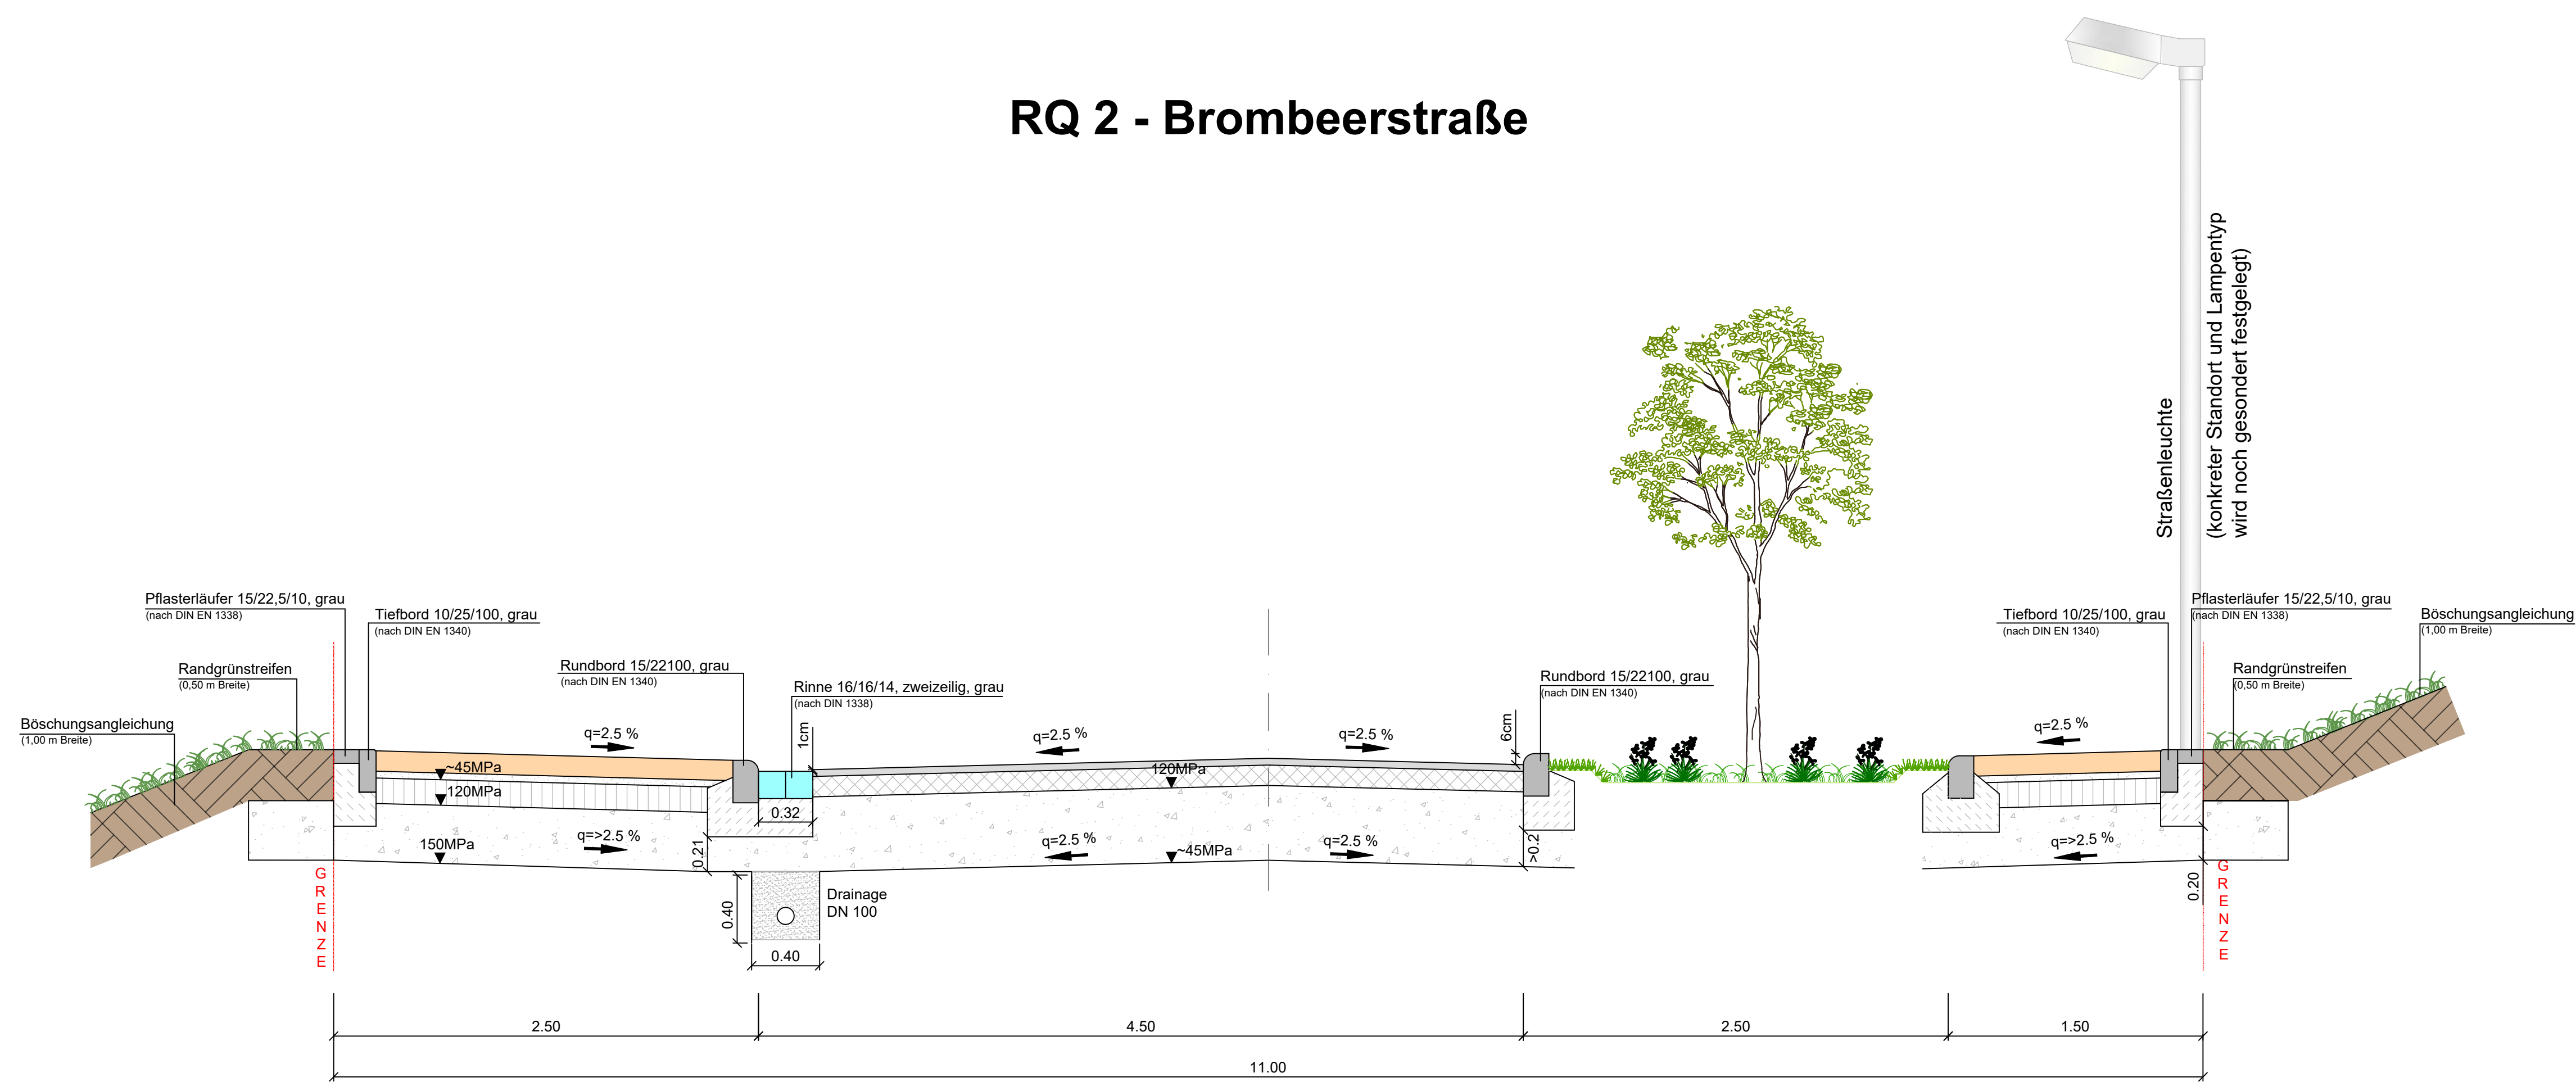 RQ 2 - Brombeerstraße
Straßenleuchte
(konkreter Standort und Lampentyp
wird noch gesondert festgelegt)
Pflasterläufer 15/22,5/10, grau
(nach DIN EN 1338)
Tiefbord 10/25/100, grau
(nach DIN EN 1340)
Randgrünstreifen
(0,50 m Breite)
Böschungsangleichung
(1,00 m Breite)
Rundbord 15/22100, grau
(nach DIN EN 1340)
Rinne 16/16/14, zweizeilig, grau
(nach DIN 1338)
Rundbord 15/22100, grau
(nach DIN EN 1340)
Tiefbord 10/25/100, grau
(nach DIN EN 1340)
Pflasterläufer 15/22,5/10, grau
(nach DIN EN 1338)
Böschungsangleichung
(1,00 m Breite)
Randgrünstreifen
(0,50 m Breite)
q=2.5 %
1cm
q=2.5 %
q=2.5 %
6cm
q=2.5 %
~45MPa
120MPa
120MPa
0.32
150MPa
q=>2.5 %
0.21
q=2.5 %
~45MPa
q=2.5 %
>0.2
q=>2.5 %
0.20
GRENZE
GRENZE
0.40
Drainage
DN 100
0.40
2.50
4.50
2.50
1.50
11.00